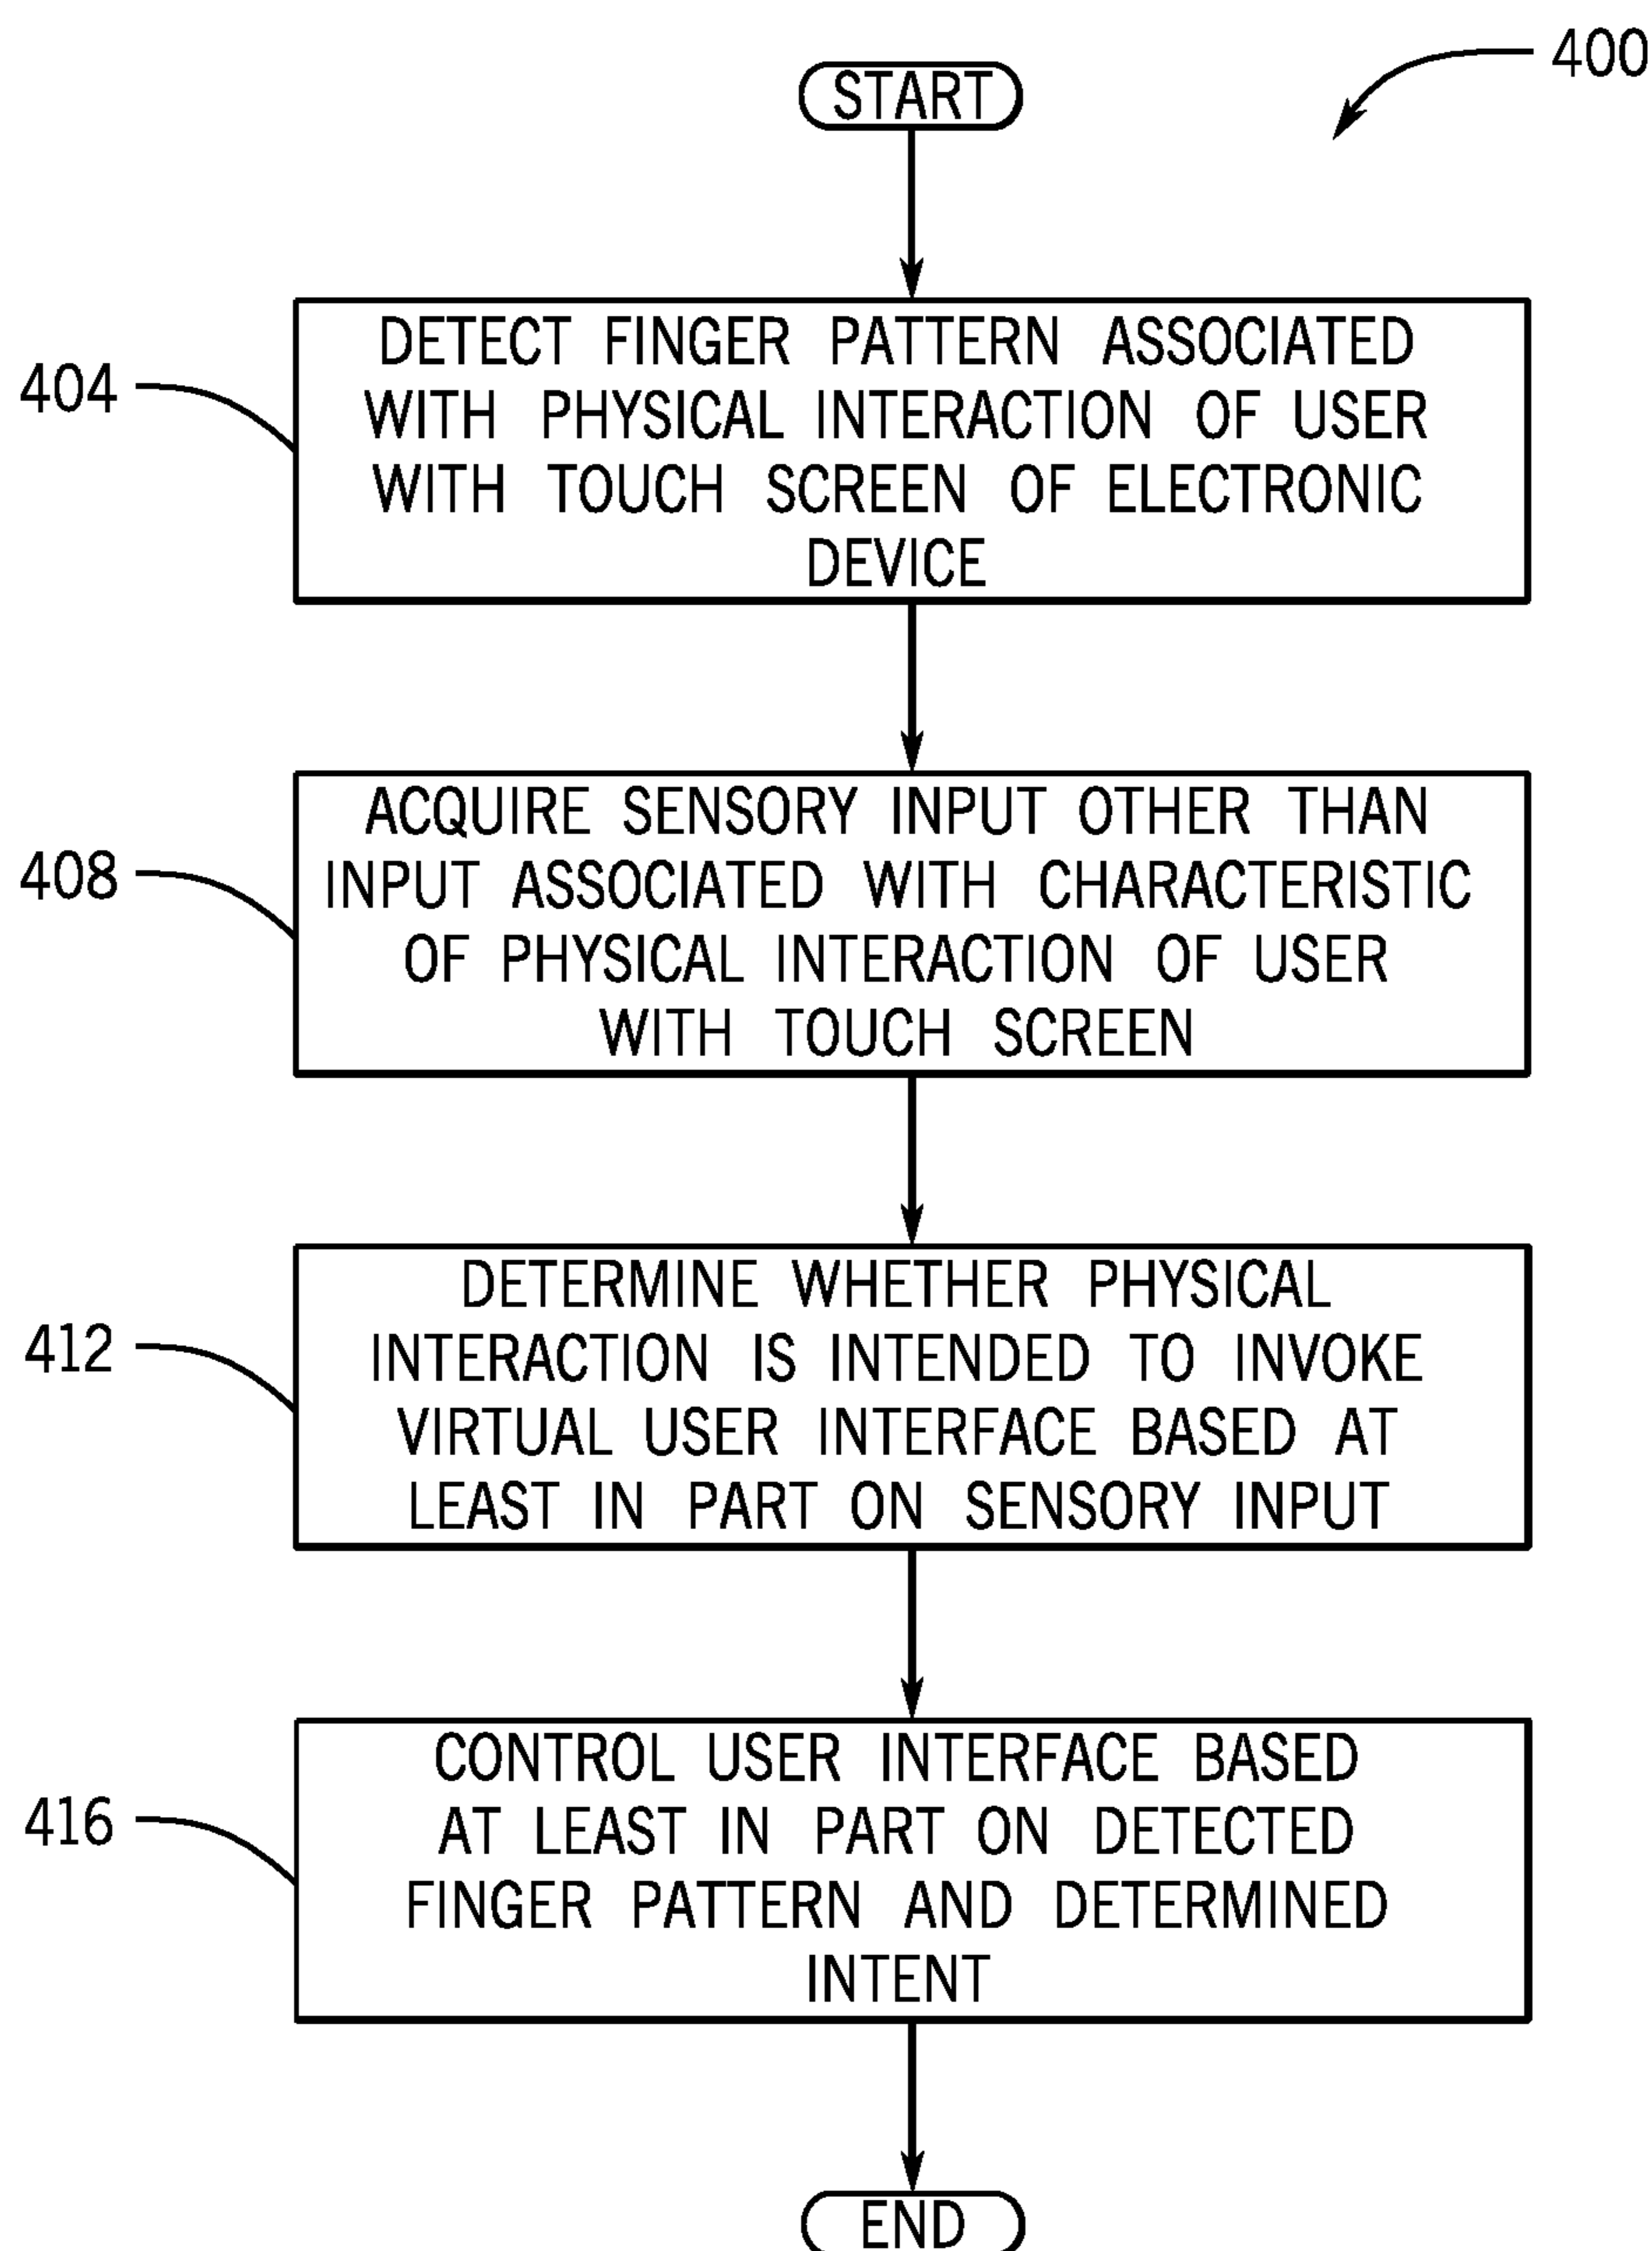 400
START
404
DETECT FINGER PATTERN ASSOCIATED
WITH PHYSICAL INTERACTION OF USER
WITH TOUCH SCREEN OF ELECTRONIC
DEVICE
408
ACQUIRE SENSORY INPUT OTHER THAN
INPUT ASSOCIATED WITH CHARACTERISTIC
OF PHYSICAL INTERACTION OF USER
WITH TOUCH SCREEN
412
DETERMINE WHETHER PHYSICAL
INTERACTION IS INTENDED TO INVOKE
VIRTUAL USER INTERFACE BASED AT
LEAST IN PART ON SENSORY INPUT
416
CONTROL USER INTERFACE BASED
AT LEAST IN PART ON DETECTED
FINGER PATTERN AND DETERMINED
INTENT
END